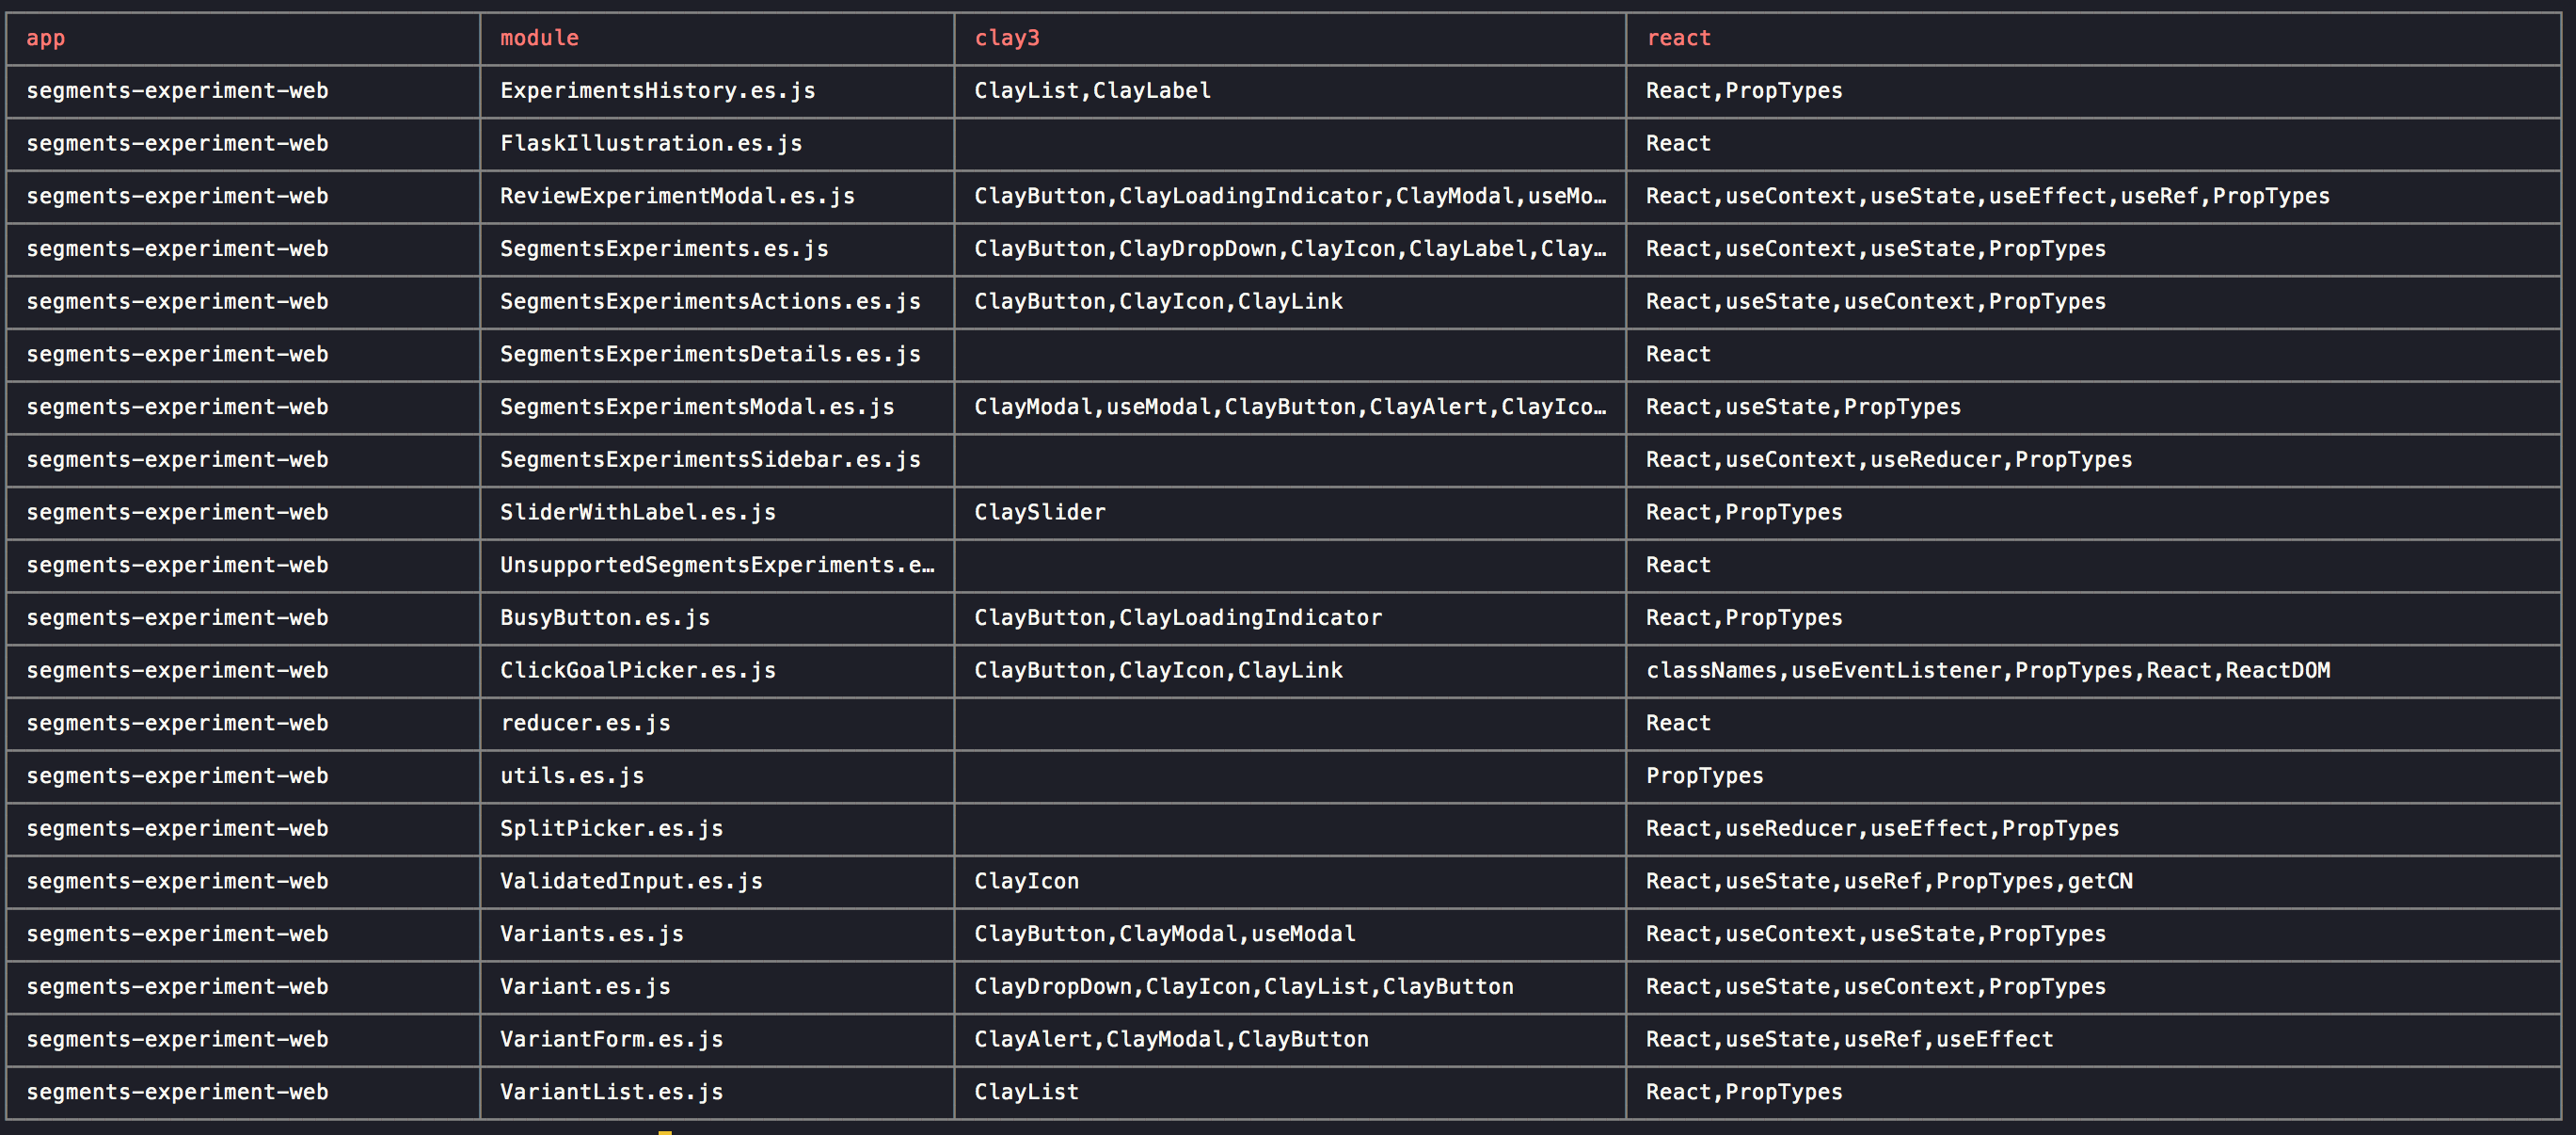 app module clay3 react
segments-experiment-web ExperimentsHistory.es.js ClayList,ClayLabel React,PropTypes
segments-experiment-web FlaskIllustration.es.js React
segments-experiment-web ReviewExperimentModal.es.js ClayButton,ClayLoadingIndicator,ClayModal,useMo… React,useContext,useState,useEffect,useRef,PropTypes
segments-experiment-web SegmentsExperiments.es.js ClayButton,ClayDropDown,ClayIcon,ClayLabel,Clay… React,useContext,useState,PropTypes
segments-experiment-web SegmentsExperimentsActions.es.js ClayButton,ClayIcon,ClayLink React,useState,useContext,PropTypes
segments-experiment-web SegmentsExperimentsDetails.es.js React
segments-experiment-web SegmentsExperimentsModal.es.js ClayModal,useModal,ClayButton,ClayAlert,ClayIco… React,useState,PropTypes
segments-experiment-web SegmentsExperimentsSidebar.es.js React,useContext,useReducer,PropTypes
segments-experiment-web SliderWithLabel.es.js ClaySlider React,PropTypes
segments-experiment-web UnsupportedSegmentsExperiments.e… React
segments-experiment-web BusyButton.es.js ClayButton,ClayLoadingIndicator React,PropTypes
segments-experiment-web ClickGoalPicker.es.js ClayButton,ClayIcon,ClayLink classNames,useEventListener,PropTypes,React,ReactDOM
segments-experiment-web reducer.es.js React
segments-experiment-web utils.es.js PropTypes
segments-experiment-web SplitPicker.es.js React,useReducer,useEffect,PropTypes
segments-experiment-web ValidatedInput.es.js ClayIcon React,useState,useRef,PropTypes,getCN
segments-experiment-web Variants.es.js ClayButton,ClayModal,useModal React,useContext,useState,PropTypes
segments-experiment-web Variant.es.js ClayDropDown,ClayIcon,ClayList,ClayButton React,useState,useContext,PropTypes
segments-experiment-web VariantForm.es.js ClayAlert,ClayModal,ClayButton React,useState,useRef,useEffect
segments-experiment-web VariantList.es.js ClayList React,PropTypes